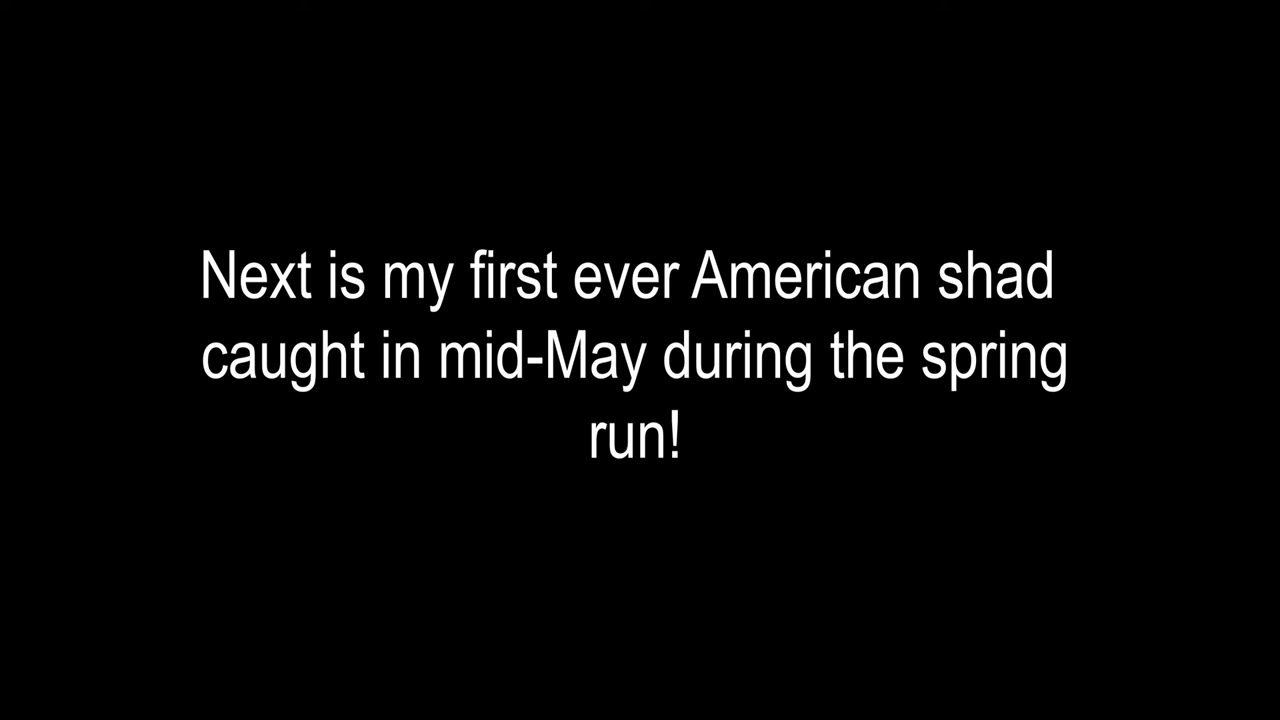 Next is my first ever American shad
caught in mid-May during the spring
run!